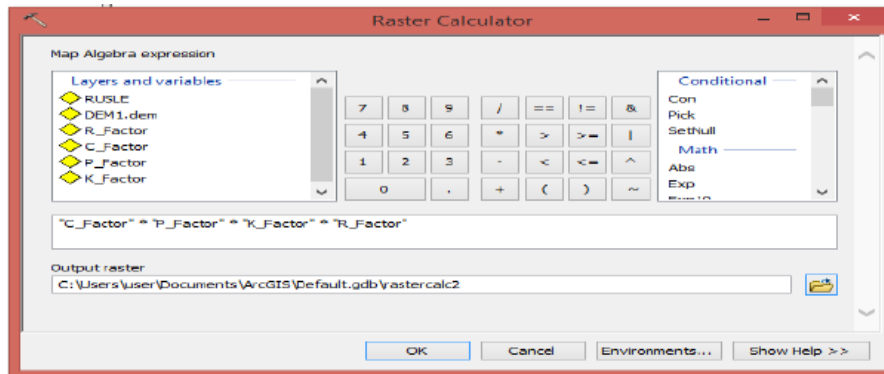 Raster Calculator
Map Algebra expression
Layers and variables
RUSLE
DEM1.dem
R_Factor
C_Factor
P_Factor
K_Factor
7 8 9 / == != &
4 5 6 * > >= |
1 2 3 - < <= ^
0 . + ( ) ~
Conditional
Con
Pick
SetNull
Math
Abs
Exp
"C_Factor" * "P_Factor" * "K_Factor" * "R_Factor"
Output raster
C:\Users\user\Documents\ArcGIS\Default.gdb\rastercalc2
OK
Cancel
Environments...
Show Help >>